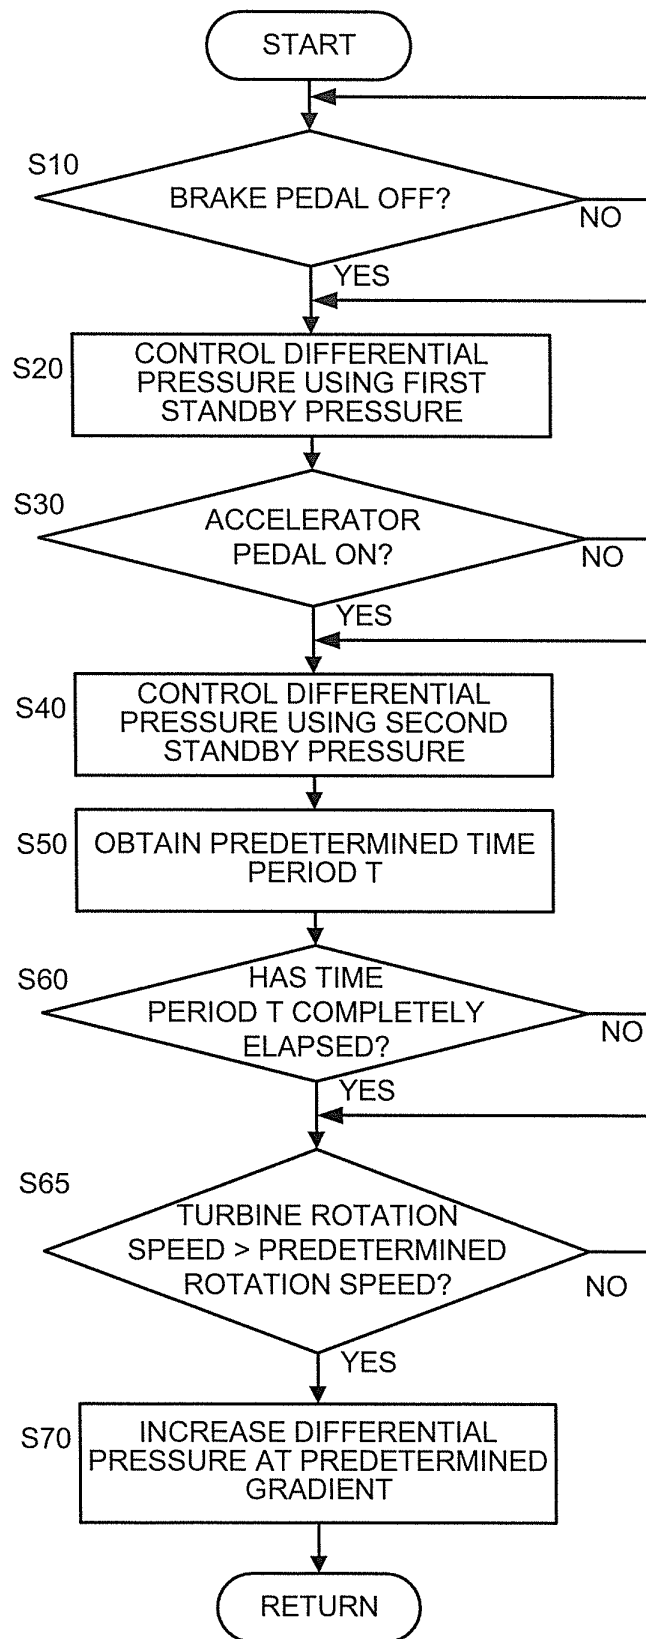 START
S10
BRAKE PEDAL OFF?
NO
YES
S20
CONTROL DIFFERENTIAL
PRESSURE USING FIRST
STANDBY PRESSURE
S30
ACCELERATOR
PEDAL ON?
NO
YES
S40
CONTROL DIFFERENTIAL
PRESSURE USING SECOND
STANDBY PRESSURE
S50
OBTAIN PREDETERMINED TIME
PERIOD T
S60
HAS TIME
PERIOD T COMPLETELY
ELAPSED?
NO
YES
S65
TURBINE ROTATION
SPEED > PREDETERMINED
ROTATION SPEED?
NO
YES
S70
INCREASE DIFFERENTIAL
PRESSURE AT PREDETERMINED
GRADIENT
RETURN